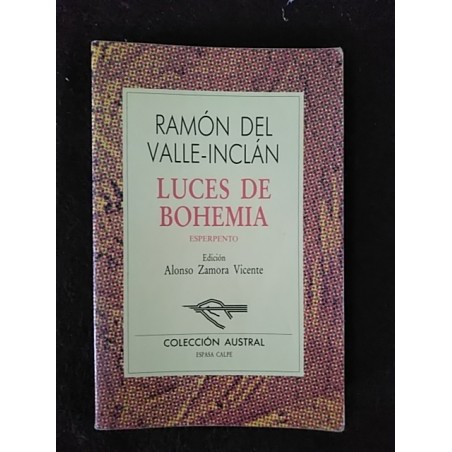 RAMÓN DEL
VALLE-INCLÁN
LUCES DE
BOHEMIA
ESPERPENTO
Edición
Alonso Zamora Vicente
COLECCIÓN AUSTRAL
ESPASA CALPE